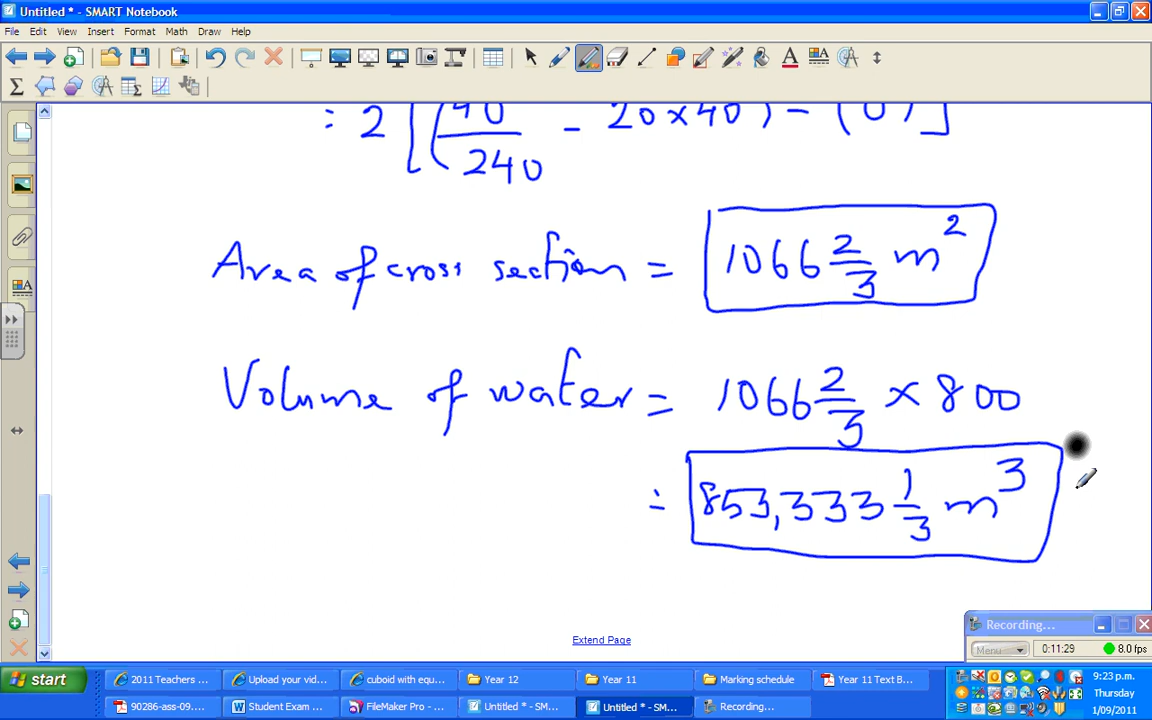 Untitled * - SMART Notebook
File Edit View Insert Format Math Draw Help
= 2 [(40/240 - 20×40) - (0)]
Area of cross section = 1066 2/3 m²
Volume of water = 1066 2/3 × 800
= 853,333 1/3 m³
Extend Page
Recording...
Menu 0:11:29 8.0 fps
start 2011 Teachers ... Upload your vid... cuboid with equ... Year 12 Year 11 Marking schedule Year 11 Text B... 9:23 p.m.
Thursday
90286-ass-09.... Student Exam ... FileMaker Pro - ... Untitled * - SM... Untitled * - SM... Recording... 1/09/2011